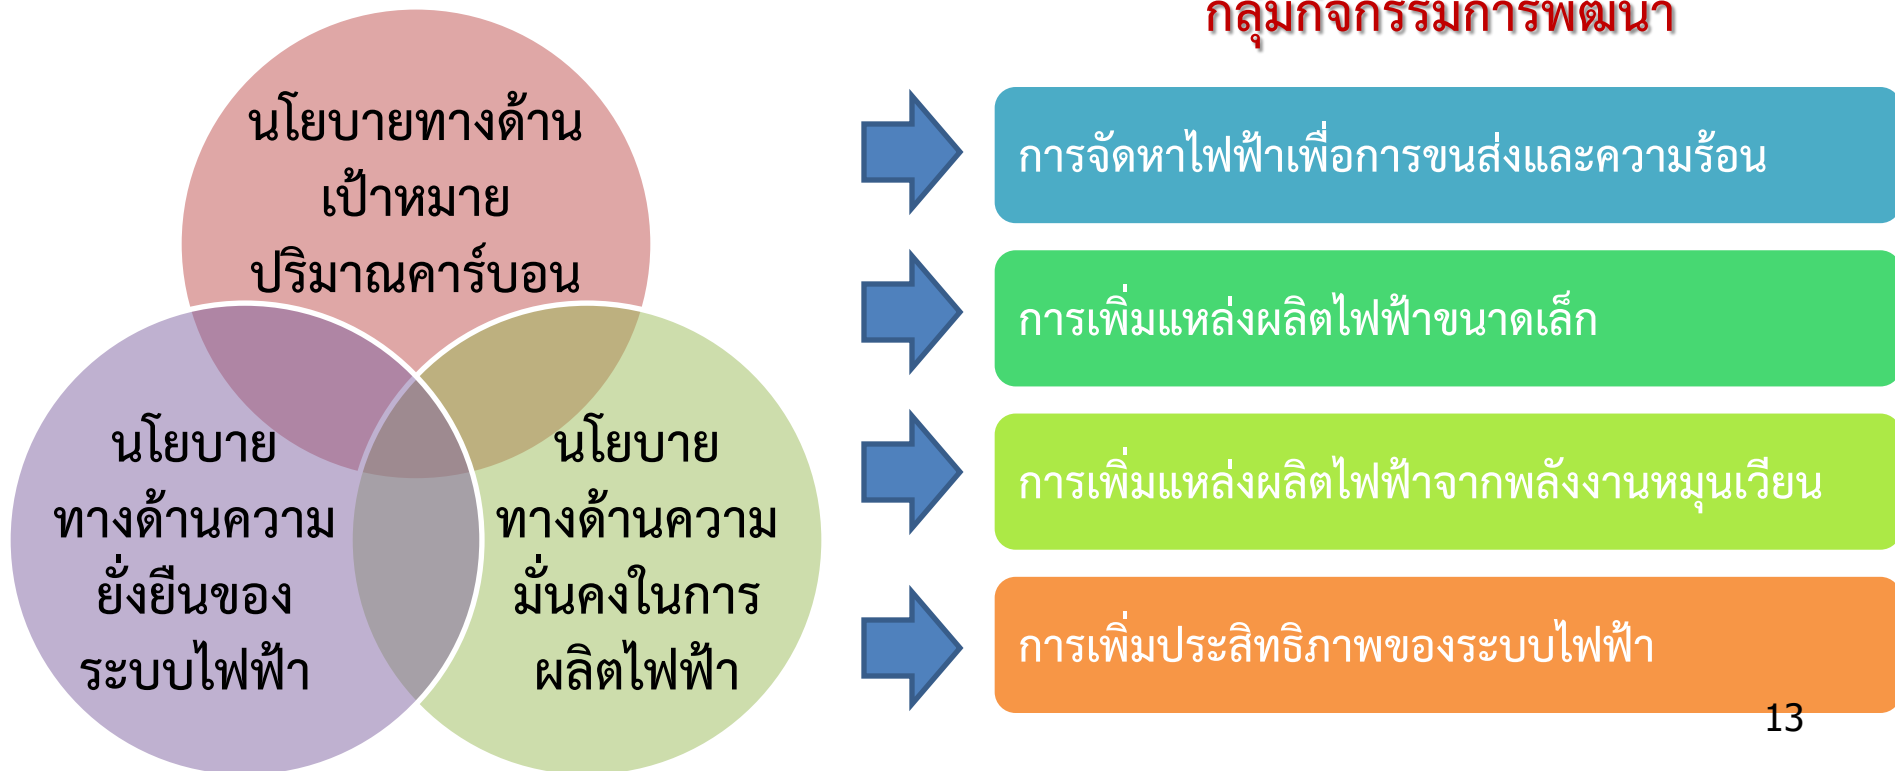 กลุ่มกิจกรรมการพัฒนา
นโยบายทางด้าน
เป้าหมาย
ปริมาณคาร์บอน
นโยบาย
ทางด้านความ
ยั่งยืนของ
ระบบไฟฟ้า
นโยบาย
ทางด้านความ
มั่นคงในการ
ผลิตไฟฟ้า
การจัดหาไฟฟ้าเพื่อการขนส่งและความร้อน
การเพิ่มแหล่งผลิตไฟฟ้าขนาดเล็ก
การเพิ่มแหล่งผลิตไฟฟ้าจากพลังงานหมุนเวียน
การเพิ่มประสิทธิภาพของระบบไฟฟ้า
13